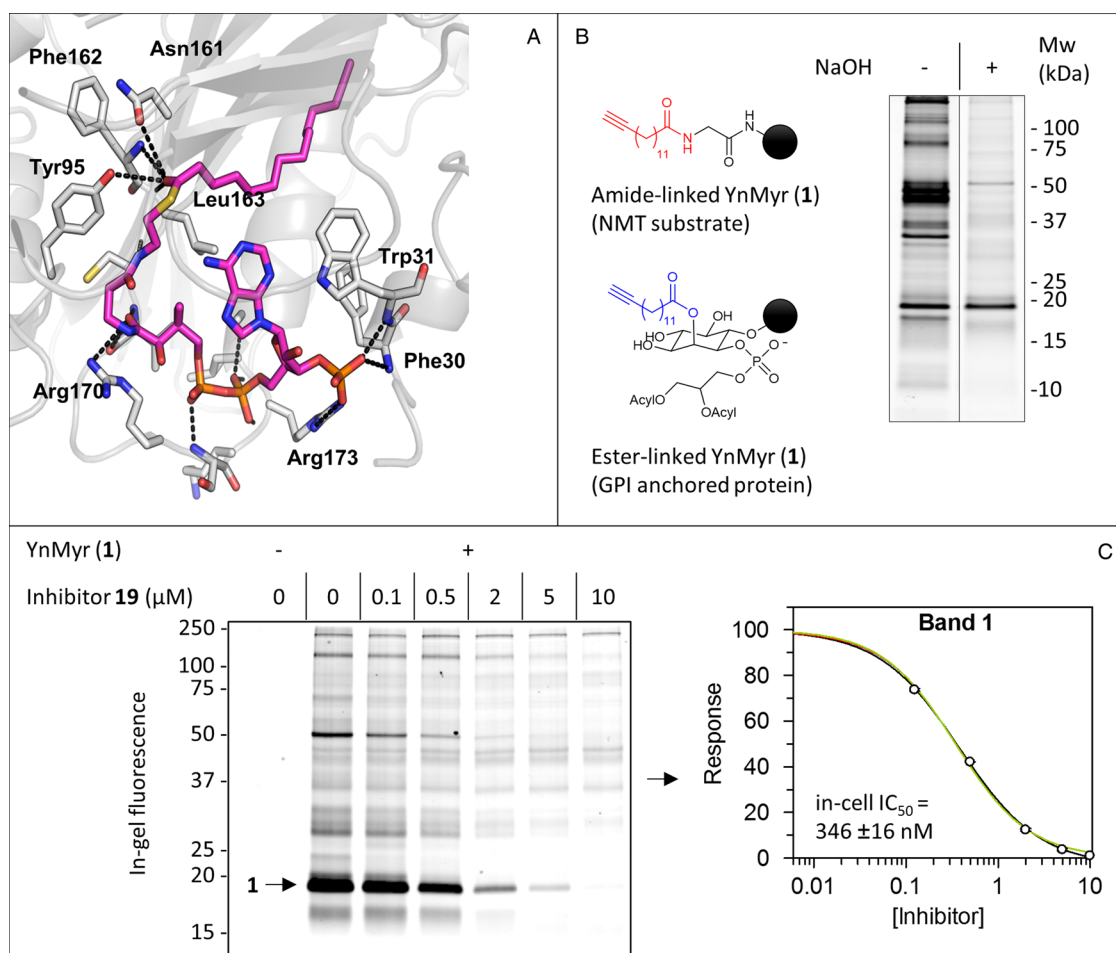 A
Asn161
Phe162
Tyr95
Leu163
Trp31
Phe30
Arg170
Arg173
B
Mw
(kDa)
NaOH - +
O
H
N
N
H
O
11
Amide-linked YnMyr (1)
(NMT substrate)
O
11
O
OH
HO
HO
O
O
O
-
P
O
O
AcylO
OAcyl
Ester-linked YnMyr (1)
(GPI anchored protein)
- 100
- 75
- 50
- 37
- 25
- 20
- 15
- 10
C
YnMyr (1) - +
Inhibitor 19 (μM) 0 0 0.1 0.5 2 5 10
In-gel fluorescence
250 -
100 -
75 -
50 -
37 -
25 -
20 -
1
15 -
Band 1
Response
100
80
60
40
20
0
in-cell IC50 =
346 ±16 nM
0.01 0.1 1 10
[Inhibitor]